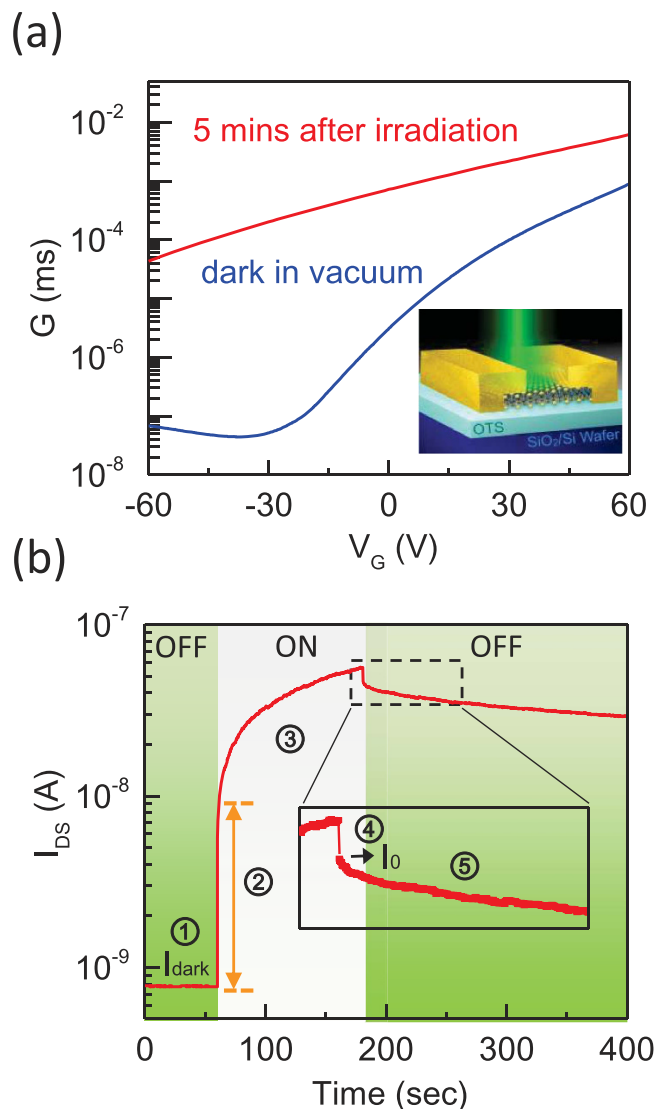 (a)
10⁻²
5 mins after irradiation
10⁻⁴
G (ms)
dark in vacuum
10⁻⁶
OTS
SiO₂/Si Wafer
10⁻⁸
-60 -30 0 30 60
V_G (V)
(b)
10⁻⁷
OFF ON OFF
③
10⁻⁸
I_DS (A)
④
I₀
⑤
②
①
I_dark
10⁻⁹
0 100 200 300 400
Time (sec)